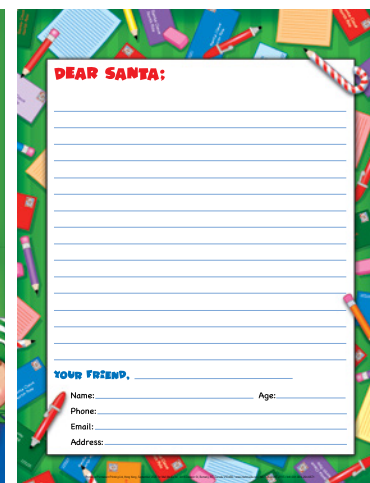 DEAR SANTA:
YOUR FRIEND,
Name: Age:
Phone:
Email:
Address: